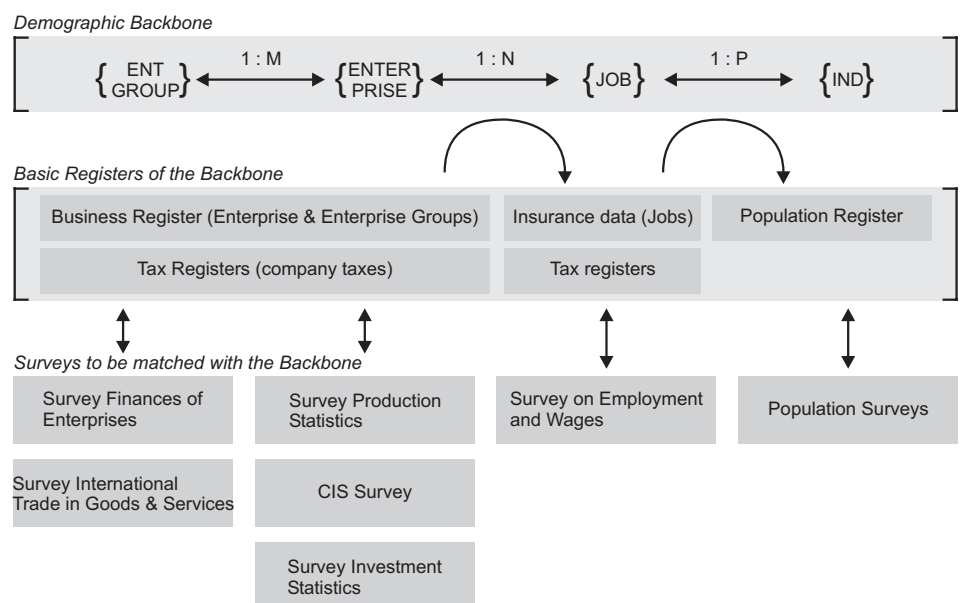 Demographic Backbone
1 : M
1 : N
1 : P
{ENT
GROUP}
{ENTER
PRISE}
{JOB}
{IND}
Basic Registers of the Backbone
Business Register (Enterprise & Enterprise Groups)
Insurance data (Jobs)
Population Register
Tax Registers (company taxes)
Tax registers
Surveys to be matched with the Backbone
Survey Finances of
Enterprises
Survey Production
Statistics
Survey on Employment
and Wages
Population Surveys
Survey International
Trade in Goods & Services
CIS Survey
Survey Investment
Statistics